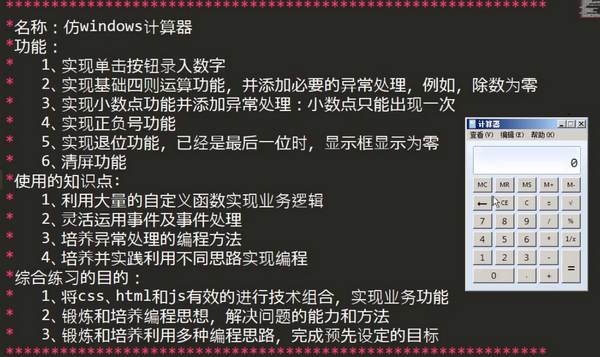 **********************************************
*名称：仿windows计算器
*功能：
* 1、实现单击按钮录入数字
* 2、实现基础四则运算功能，并添加必要的异常处理，例如，除数为零
* 3、实现小数点功能并添加异常处理：小数点只能出现一次
* 4、实现正负号功能
* 5、实现退位功能，已经是最后一位时，显示框显示为零
* 6、清屏功能
*使用的知识点：
* 1、利用大量的自定义函数实现业务逻辑
* 2、灵活运用事件及事件处理
* 3、培养异常处理的编程方法
* 4、培养并实践利用不同思路实现编程
*综合练习的目的：
* 1、将css、html和js有效的进行技术组合，实现业务功能
* 2、锻炼和培养编程思想，解决问题的能力和方法
* 3、锻炼和培养利用多种编程思路，完成预先设定的目标
**********************************************
计算器
查看(V) 编辑(E) 帮助(H)
0
MC MR MS M+ M-
← CE C ± √
7 8 9 / %
4 5 6 * 1/x
1 2 3 - =
0 . +